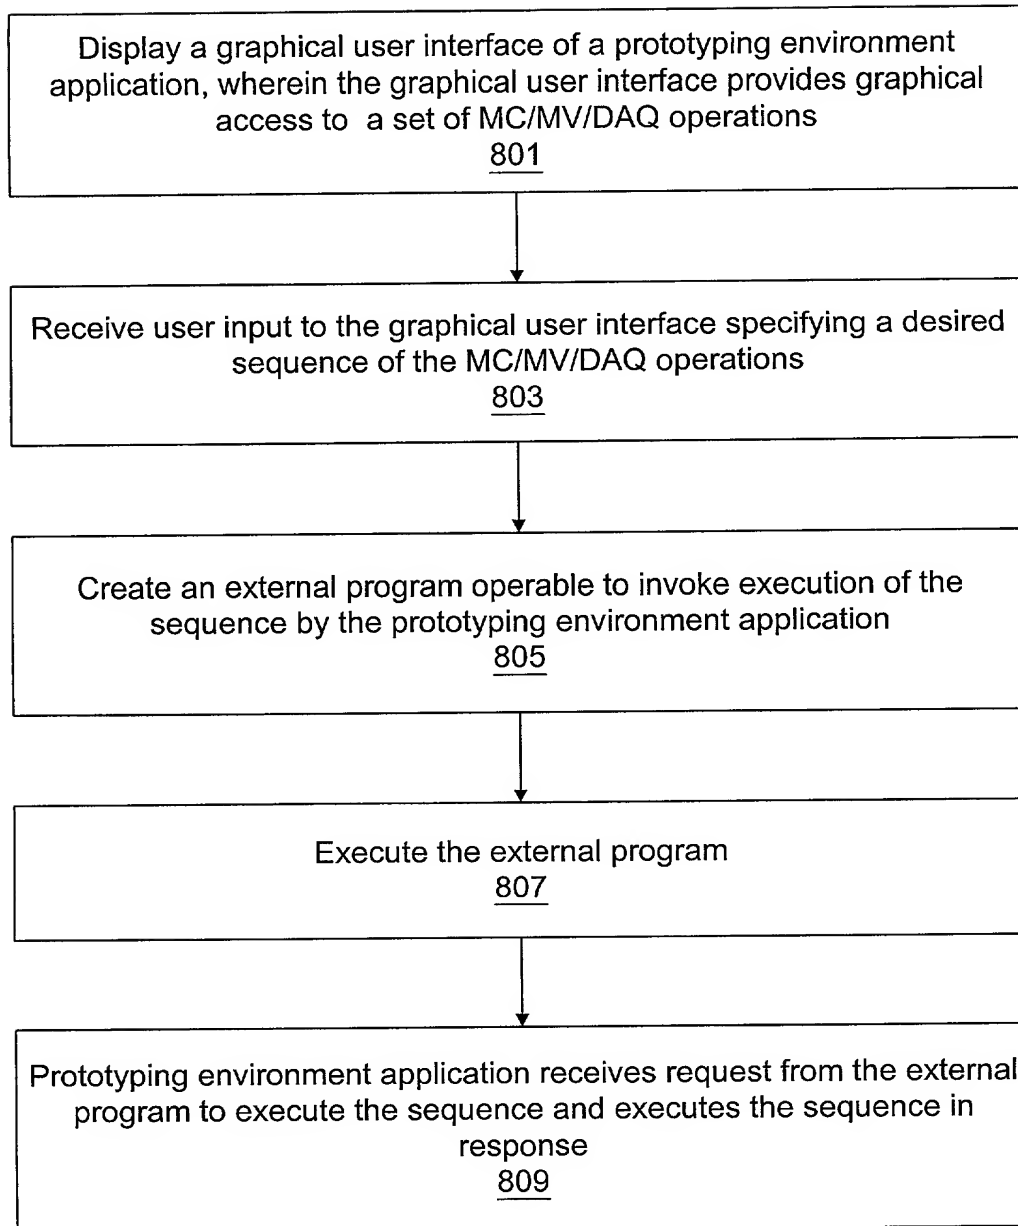 Display a graphical user interface of a prototyping environment
application, wherein the graphical user interface provides graphical
access to a set of MC/MV/DAQ operations
801
Receive user input to the graphical user interface specifying a desired
sequence of the MC/MV/DAQ operations
803
Create an external program operable to invoke execution of the
sequence by the prototyping environment application
805
Execute the external program
807
Prototyping environment application receives request from the external
program to execute the sequence and executes the sequence in
response
809